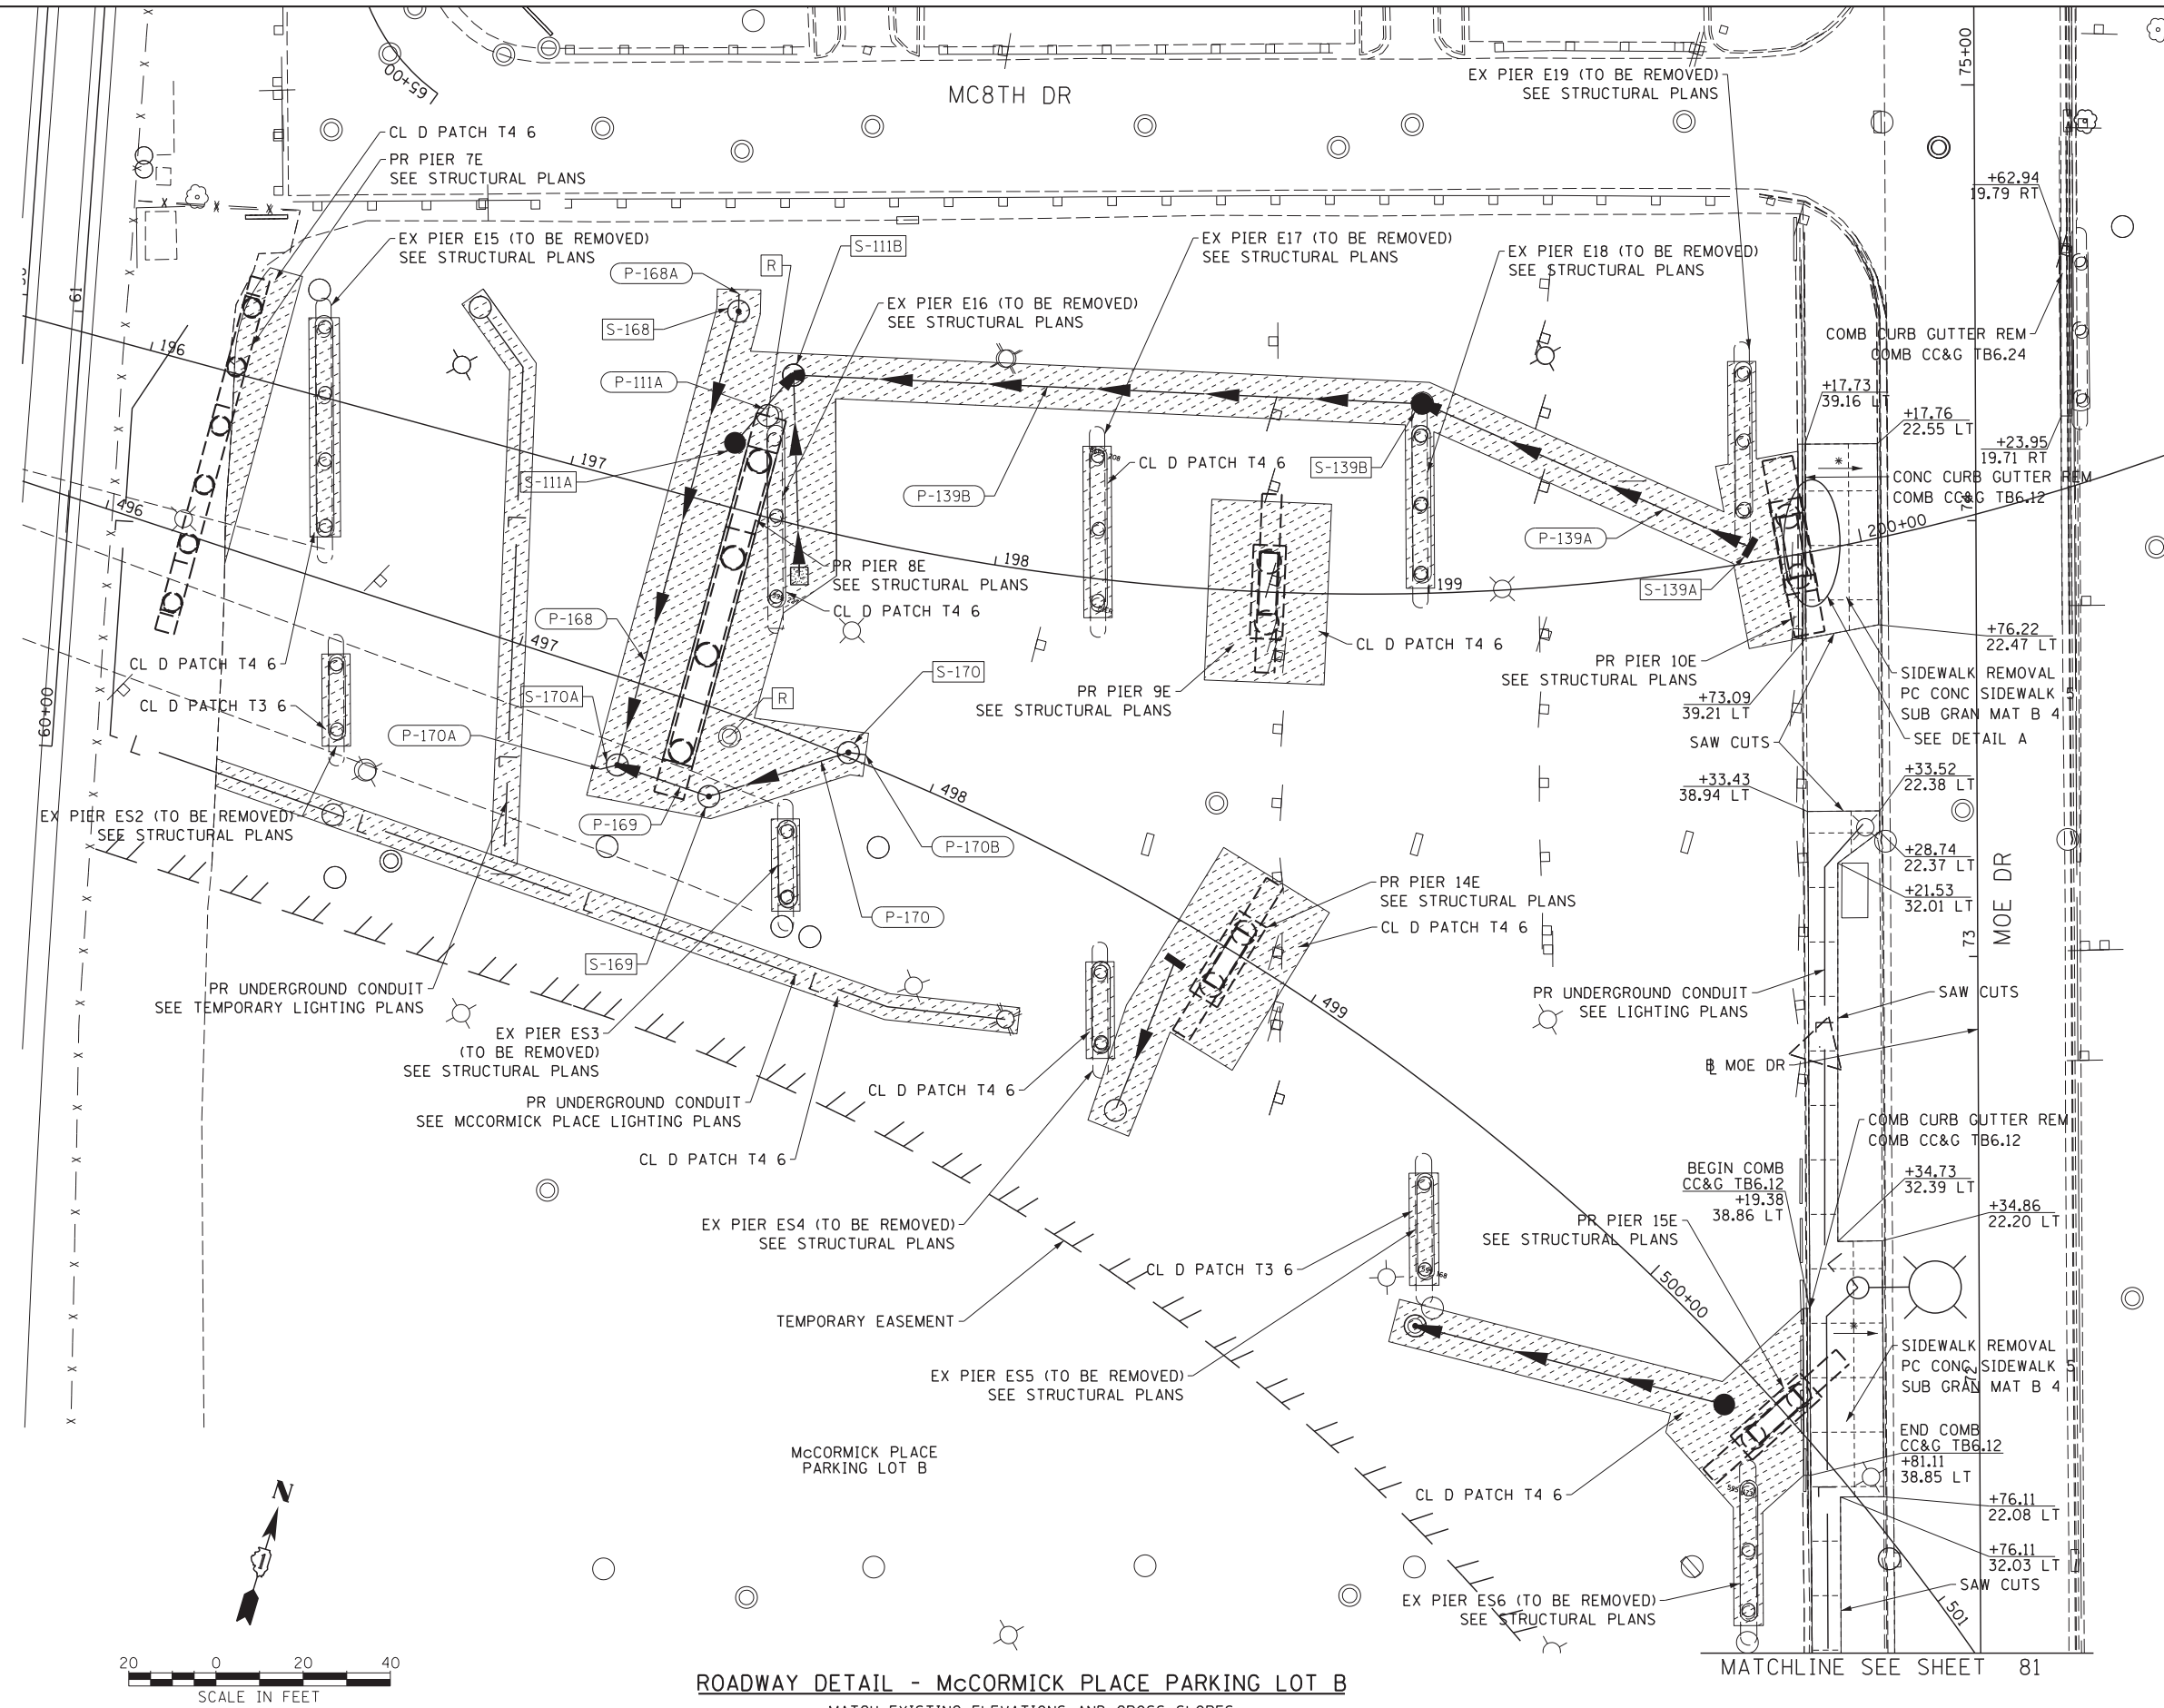 MC8TH DR
65+00
75+00
EX PIER E19 (TO BE REMOVED)
SEE STRUCTURAL PLANS
CL D PATCH T4 6
PR PIER 7E
SEE STRUCTURAL PLANS
+62.94
19.79 RT
EX PIER E15 (TO BE REMOVED)
SEE STRUCTURAL PLANS
P-168A
R
S-111B
EX PIER E17 (TO BE REMOVED)
SEE STRUCTURAL PLANS
EX PIER E18 (TO BE REMOVED)
SEE STRUCTURAL PLANS
61
EX PIER E16 (TO BE REMOVED)
SEE STRUCTURAL PLANS
S-168
COMB CURB GUTTER REM
COMB CC&G TB6.24
196
P-111A
+17.73
39.16 LT
+17.76
22.55 LT
+23.95
19.71 RT
197
S-111A
CL D PATCH T4 6
S-139B
P-139B
CONC CURB GUTTER REM
COMB CC&G TB6.12
74
496
200+00
P-139A
198
199
PR PIER 8E
SEE STRUCTURAL PLANS
CL D PATCH T4 6
S-139A
P-168
497
+76.22
22.47 LT
CL D PATCH T4 6
CL D PATCH T4 6
PR PIER 10E
SEE STRUCTURAL PLANS
SIDEWALK REMOVAL
PC CONC SIDEWALK 5
SUB GRAN MAT B 4
S-170
S-170A
R
PR PIER 9E
SEE STRUCTURAL PLANS
+73.09
39.21 LT
CL D PATCH T3 6
60+00
P-170A
SAW CUTS
SEE DETAIL A
+33.43
38.94 LT
+33.52
22.38 LT
498
EX PIER ES2 (TO BE REMOVED)
SEE STRUCTURAL PLANS
P-169
P-170B
+28.74
22.37 LT
+21.53
32.01 LT
MOE DR
73
PR PIER 14E
SEE STRUCTURAL PLANS
CL D PATCH T4 6
P-170
S-169
PR UNDERGROUND CONDUIT
SEE TEMPORARY LIGHTING PLANS
499
PR UNDERGROUND CONDUIT
SEE LIGHTING PLANS
SAW CUTS
EX PIER ES3
(TO BE REMOVED)
SEE STRUCTURAL PLANS
MOE DR
CL D PATCH T4 6
PR UNDERGROUND CONDUIT
SEE MCCORMICK PLACE LIGHTING PLANS
COMB CURB GUTTER REM
COMB CC&G TB6.12
CL D PATCH T4 6
BEGIN COMB
CC&G TB6.12
+19.38
38.86 LT
+34.73
32.39 LT
+34.86
22.20 LT
EX PIER ES4 (TO BE REMOVED)
SEE STRUCTURAL PLANS
PR PIER 15E
SEE STRUCTURAL PLANS
CL D PATCH T3 6
500+00
TEMPORARY EASEMENT
SIDEWALK REMOVAL
PC CONC SIDEWALK 5
SUB GRAN MAT B 4
72
EX PIER ES5 (TO BE REMOVED)
SEE STRUCTURAL PLANS
END COMB
CC&G TB6.12
+81.11
38.85 LT
McCORMICK PLACE
PARKING LOT B
CL D PATCH T4 6
+76.11
22.08 LT
+76.11
32.03 LT
SAW CUTS
N
1
EX PIER ES6 (TO BE REMOVED)
SEE STRUCTURAL PLANS
501
20 0 20 40
SCALE IN FEET
MATCHLINE SEE SHEET 81
ROADWAY DETAIL - McCORMICK PLACE PARKING LOT B
MATCH EXISTING ELEVATIONS AND CROSS SLOPES